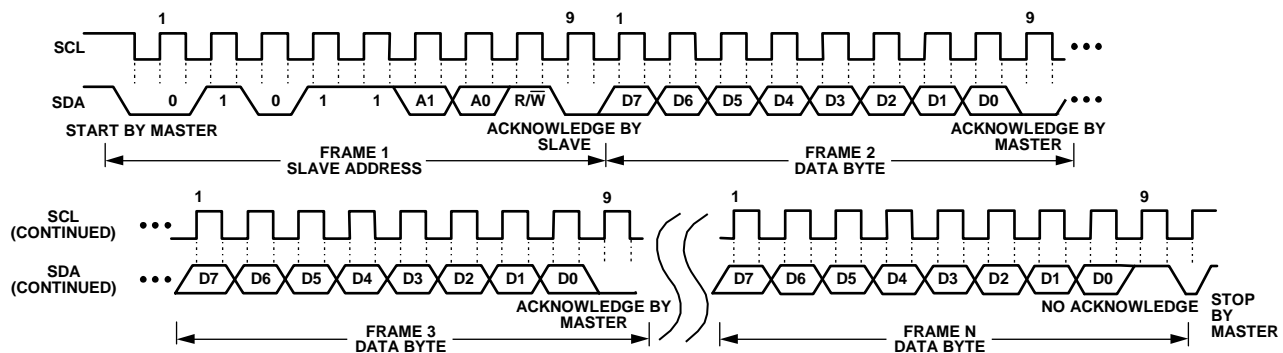 1 9 1 9
SCL
SDA 0 1 0 1 1 A1 A0 R/W̅ D7 D6 D5 D4 D3 D2 D1 D0
START BY MASTER
ACKNOWLEDGE BY
SLAVE
ACKNOWLEDGE BY
MASTER
FRAME 1
SLAVE ADDRESS
FRAME 2
DATA BYTE
1 9 1 9
SCL
(CONTINUED)
SDA
(CONTINUED)
D7 D6 D5 D4 D3 D2 D1 D0 D7 D6 D5 D4 D3 D2 D1 D0
ACKNOWLEDGE BY
MASTER
NO ACKNOWLEDGE
STOP
BY
MASTER
FRAME 3
DATA BYTE
FRAME N
DATA BYTE